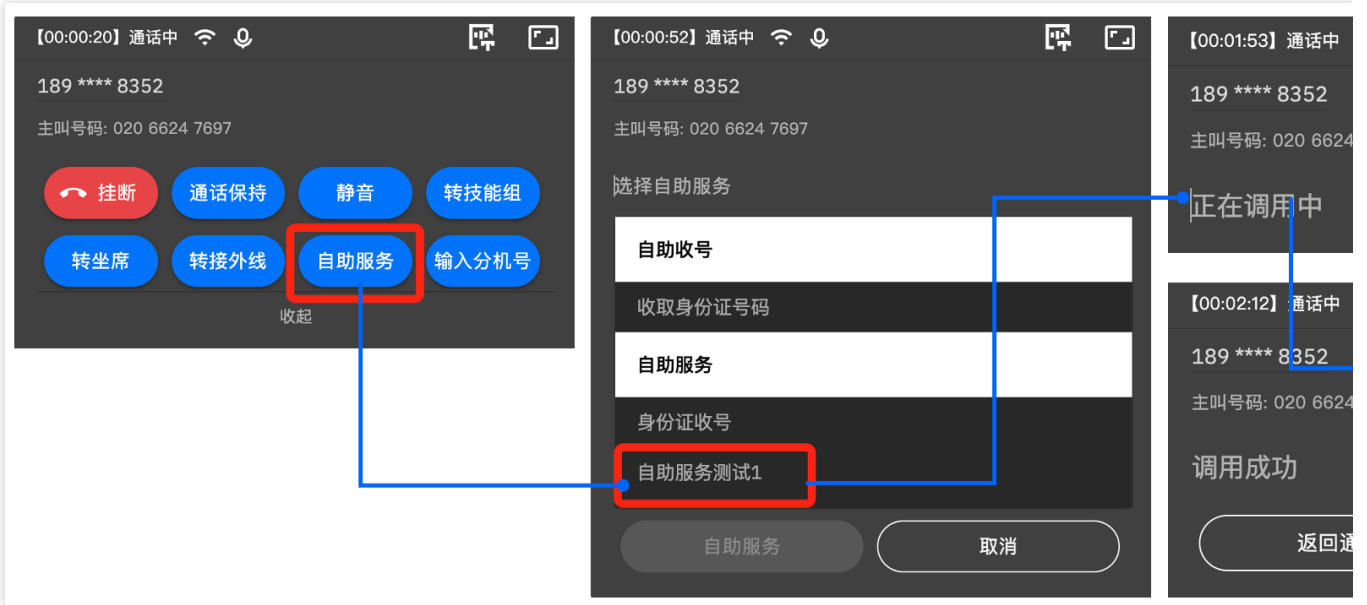 【00:00:20】通话中
189 **** 8352
主叫号码: 020 6624 7697
挂断
通话保持
静音
转技能组
转坐席
转接外线
自助服务
输入分机号
收起
【00:00:52】通话中
189 **** 8352
主叫号码: 020 6624 7697
选择自助服务
自助收号
收取身份证号码
自助服务
身份证收号
自助服务测试1
自助服务
取消
【00:01:53】通话中
189 **** 8352
主叫号码: 020 6624
正在调用中
【00:02:12】通话中
189 **** 8352
主叫号码: 020 6624
调用成功
返回通